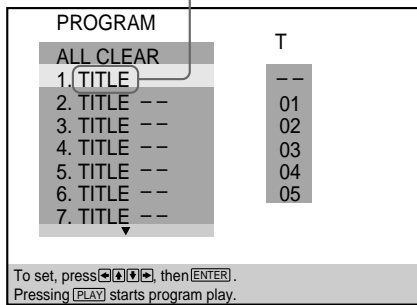 PROGRAM
T
ALL CLEAR
1. TITLE
– –
2. TITLE – –
01
3. TITLE – –
02
4. TITLE – –
03
5. TITLE – –
04
6. TITLE – –
05
7. TITLE – –
To set, press ←↑↓→, then ENTER.
Pressing PLAY starts program play.